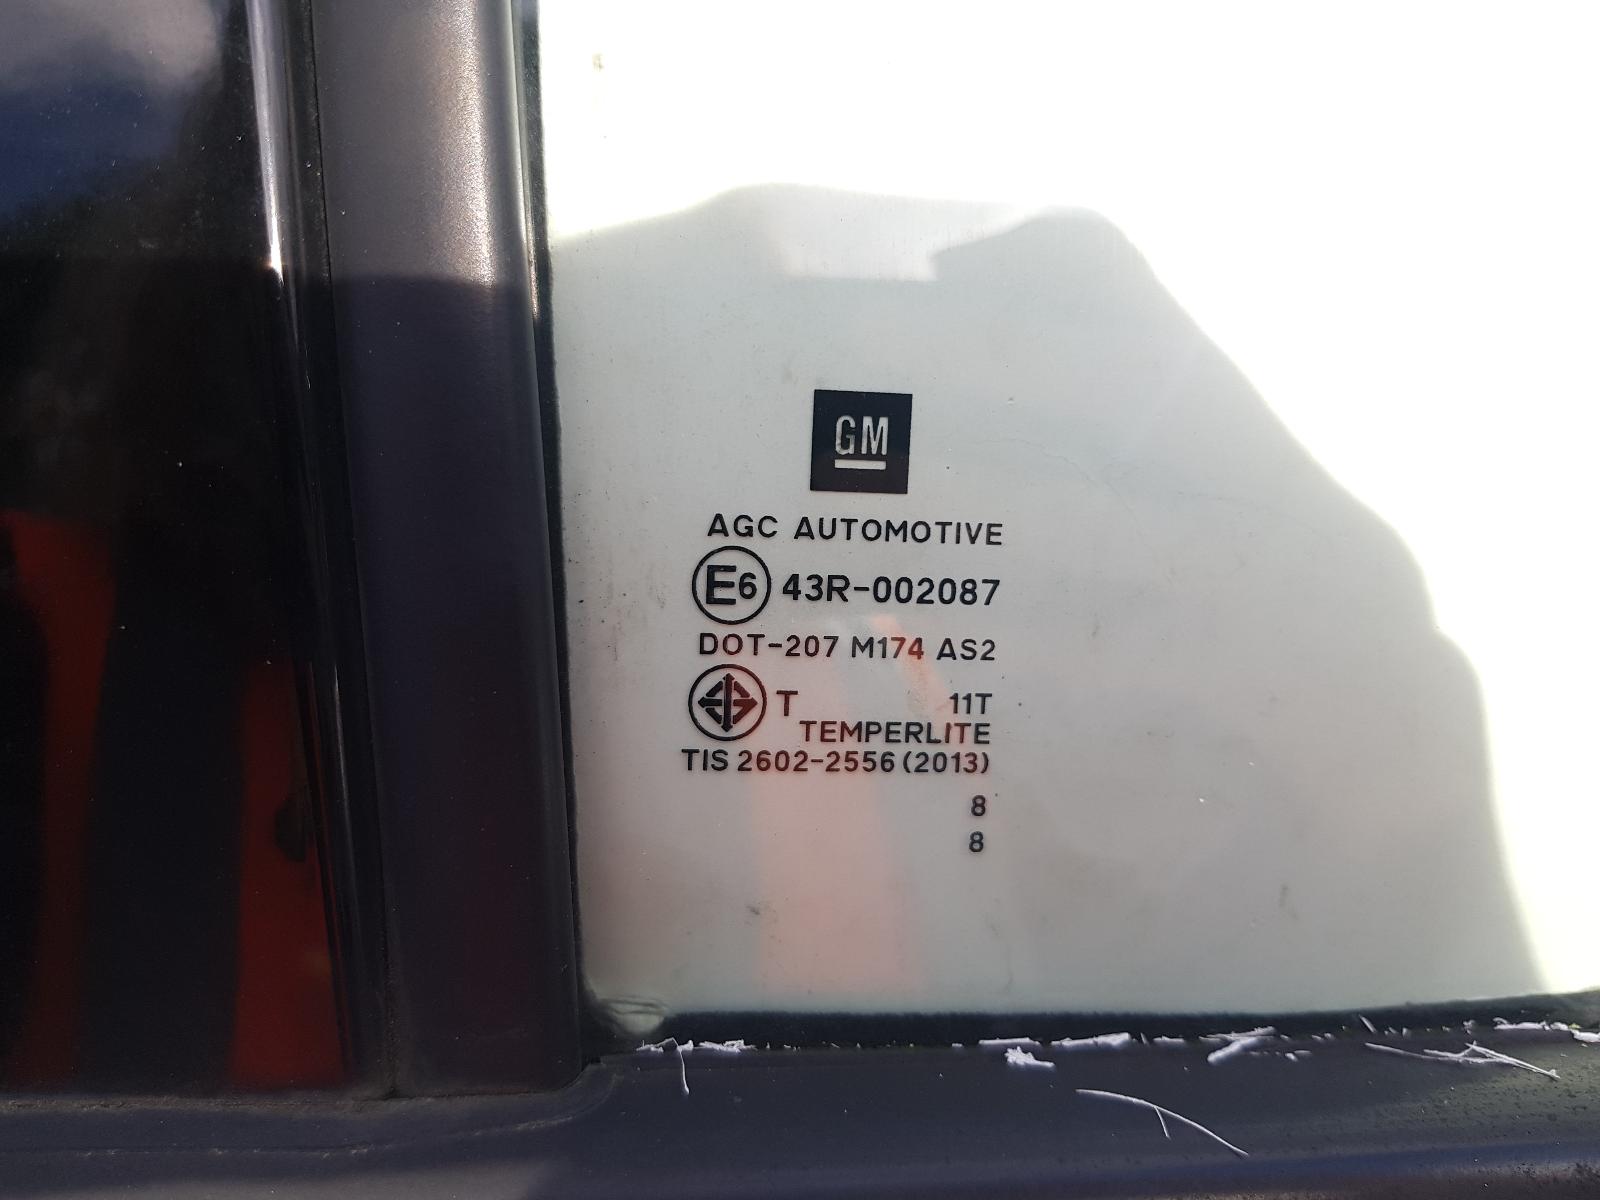 GM
AGC AUTOMOTIVE
E6 43R-002087
DOT-207 M174 AS2
T 11T
TEMPERLITE
TIS 2602-2556 (2013)
8
8